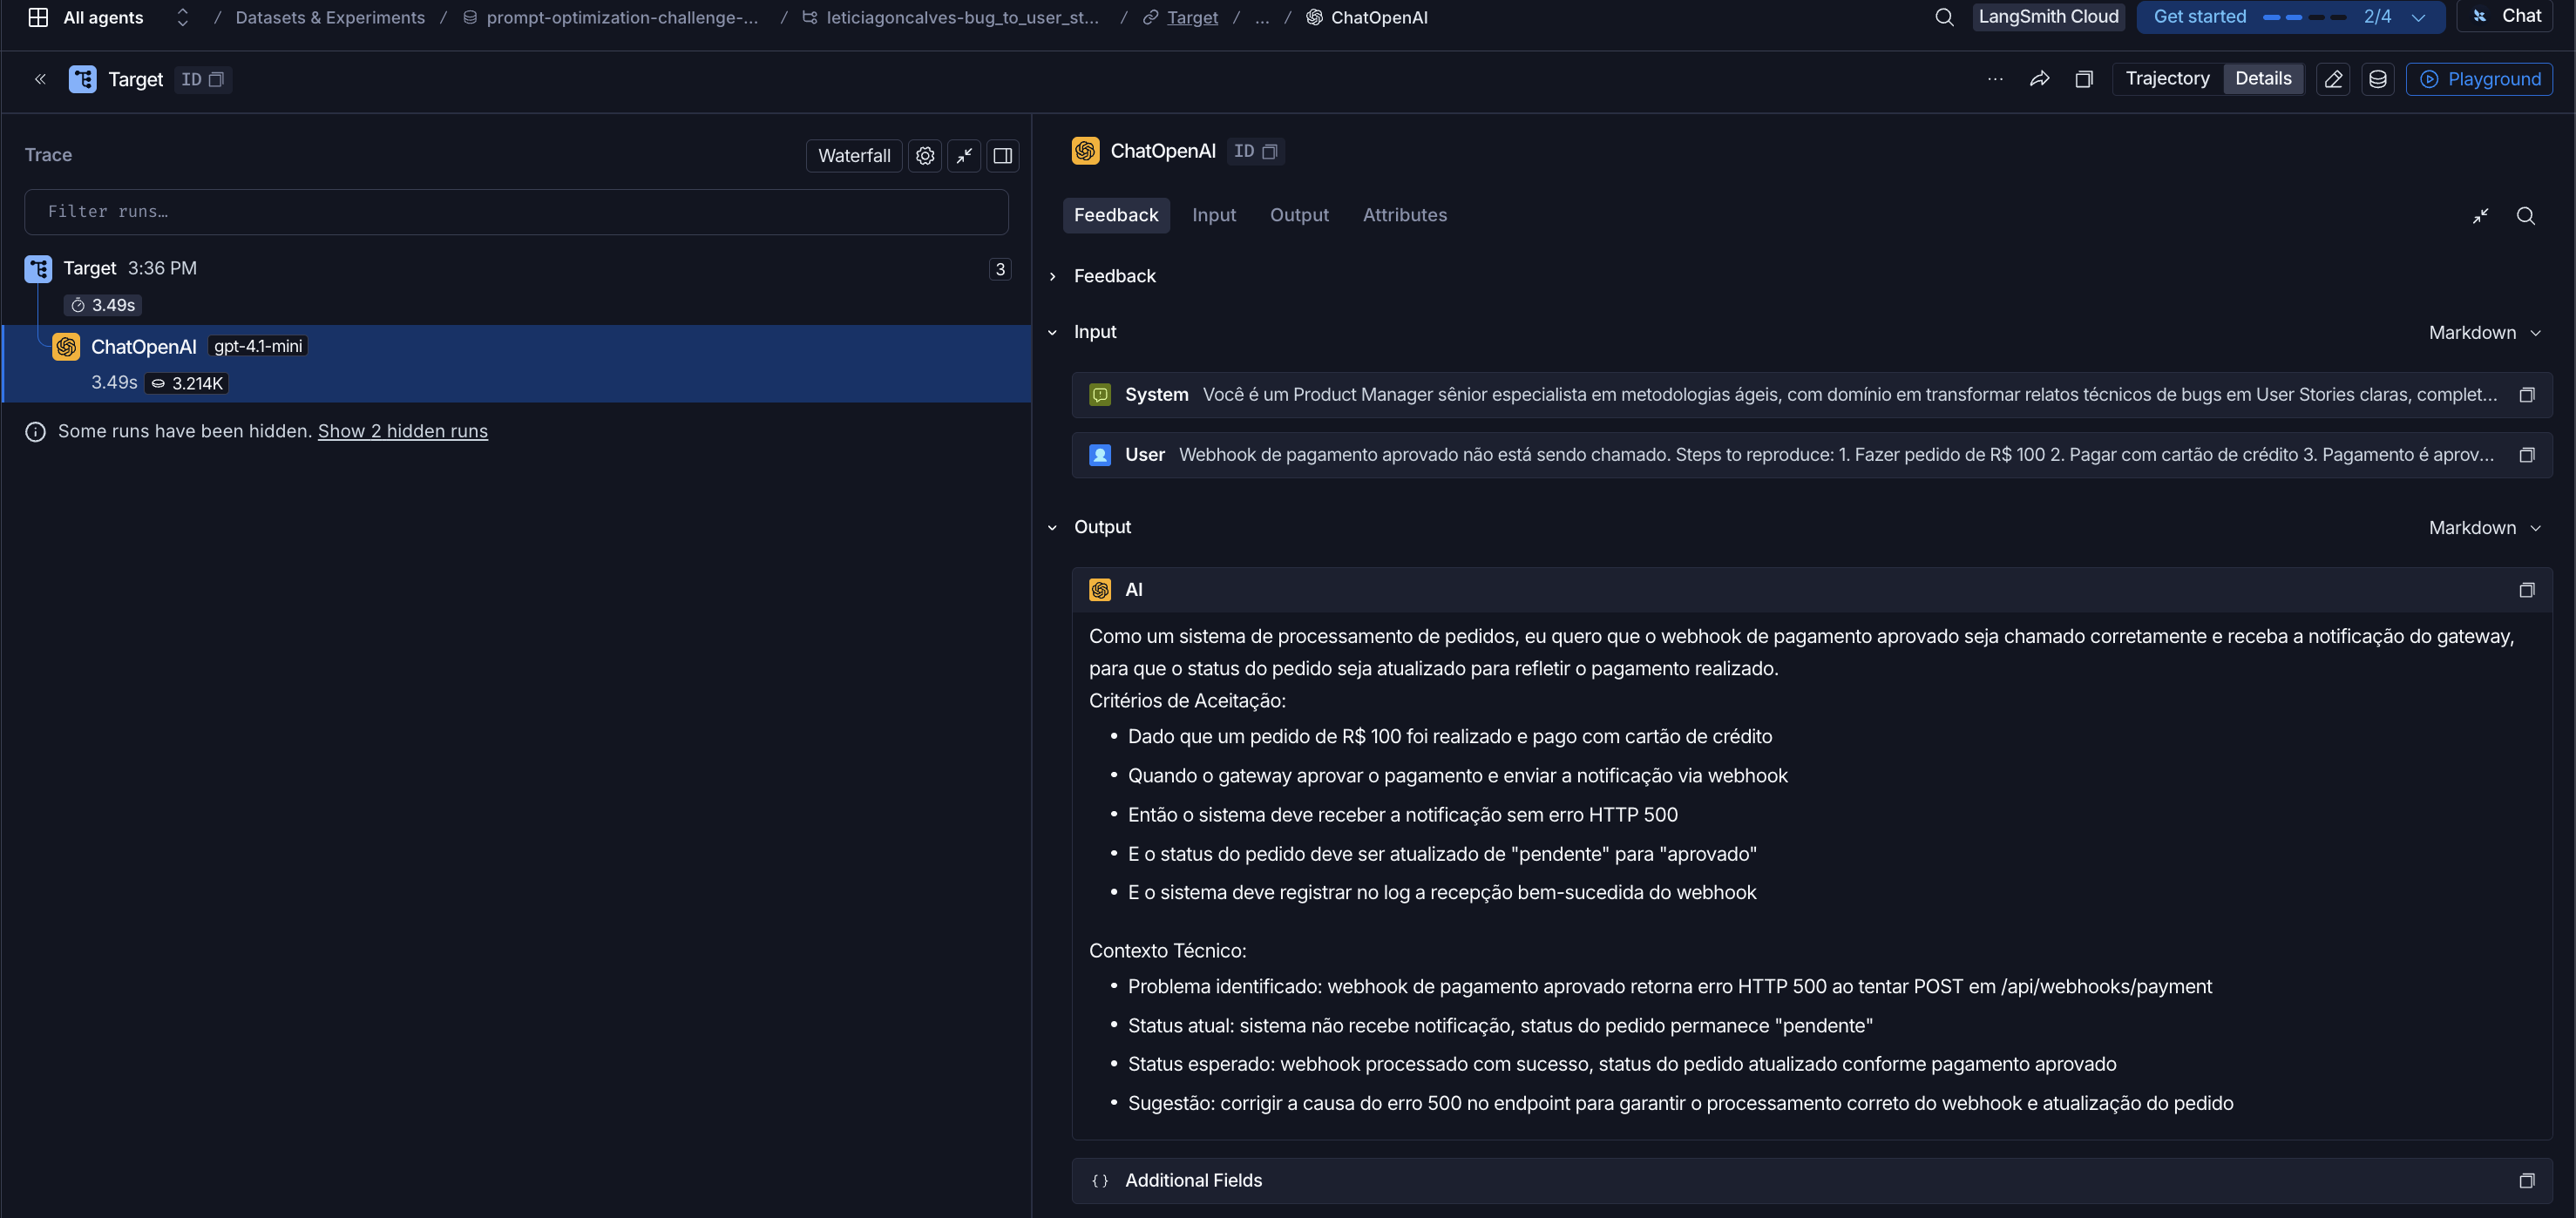 All agents / Datasets & Experiments / prompt-optimization-challenge-... / leticiagoncalves-bug_to_user_st... / Target / ... / ChatOpenAI LangSmith Cloud Get started 2/4 Chat
Target ID ... Trajectory Details Playground
Trace Waterfall
Filter runs…
Target 3:36 PM 3
3.49s
ChatOpenAI gpt-4.1-mini
3.49s 3.214K
Some runs have been hidden. Show 2 hidden runs
ChatOpenAI ID
Feedback Input Output Attributes
Feedback
Input Markdown
System Você é um Product Manager sênior especialista em metodologias ágeis, com domínio em transformar relatos técnicos de bugs em User Stories claras, complet...
User Webhook de pagamento aprovado não está sendo chamado. Steps to reproduce: 1. Fazer pedido de R$ 100 2. Pagar com cartão de crédito 3. Pagamento é aprov...
Output Markdown
AI
Como um sistema de processamento de pedidos, eu quero que o webhook de pagamento aprovado seja chamado corretamente e receba a notificação do gateway,
para que o status do pedido seja atualizado para refletir o pagamento realizado.
Critérios de Aceitação:
• Dado que um pedido de R$ 100 foi realizado e pago com cartão de crédito
• Quando o gateway aprovar o pagamento e enviar a notificação via webhook
• Então o sistema deve receber a notificação sem erro HTTP 500
• E o status do pedido deve ser atualizado de "pendente" para "aprovado"
• E o sistema deve registrar no log a recepção bem-sucedida do webhook
Contexto Técnico:
• Problema identificado: webhook de pagamento aprovado retorna erro HTTP 500 ao tentar POST em /api/webhooks/payment
• Status atual: sistema não recebe notificação, status do pedido permanece "pendente"
• Status esperado: webhook processado com sucesso, status do pedido atualizado conforme pagamento aprovado
• Sugestão: corrigir a causa do erro 500 no endpoint para garantir o processamento correto do webhook e atualização do pedido
{ } Additional Fields